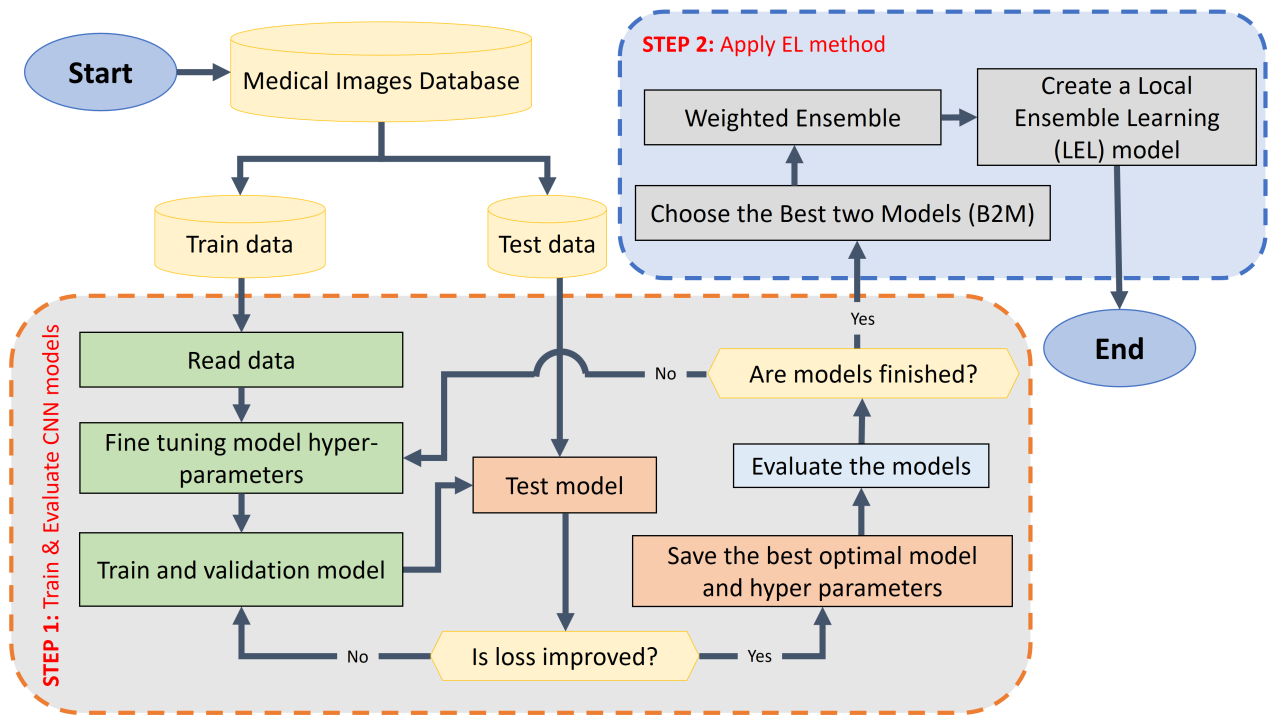 Start
Medical Images Database
Train data
Test data
STEP 1: Train & Evaluate CNN models
Read data
Fine tuning model hyper-
parameters
Train and validation model
Test model
Is loss improved?
No
Yes
Save the best optimal model
and hyper parameters
Evaluate the models
Are models finished?
No
Yes
STEP 2: Apply EL method
Choose the Best two Models (B2M)
Weighted Ensemble
Create a Local
Ensemble Learning
(LEL) model
End